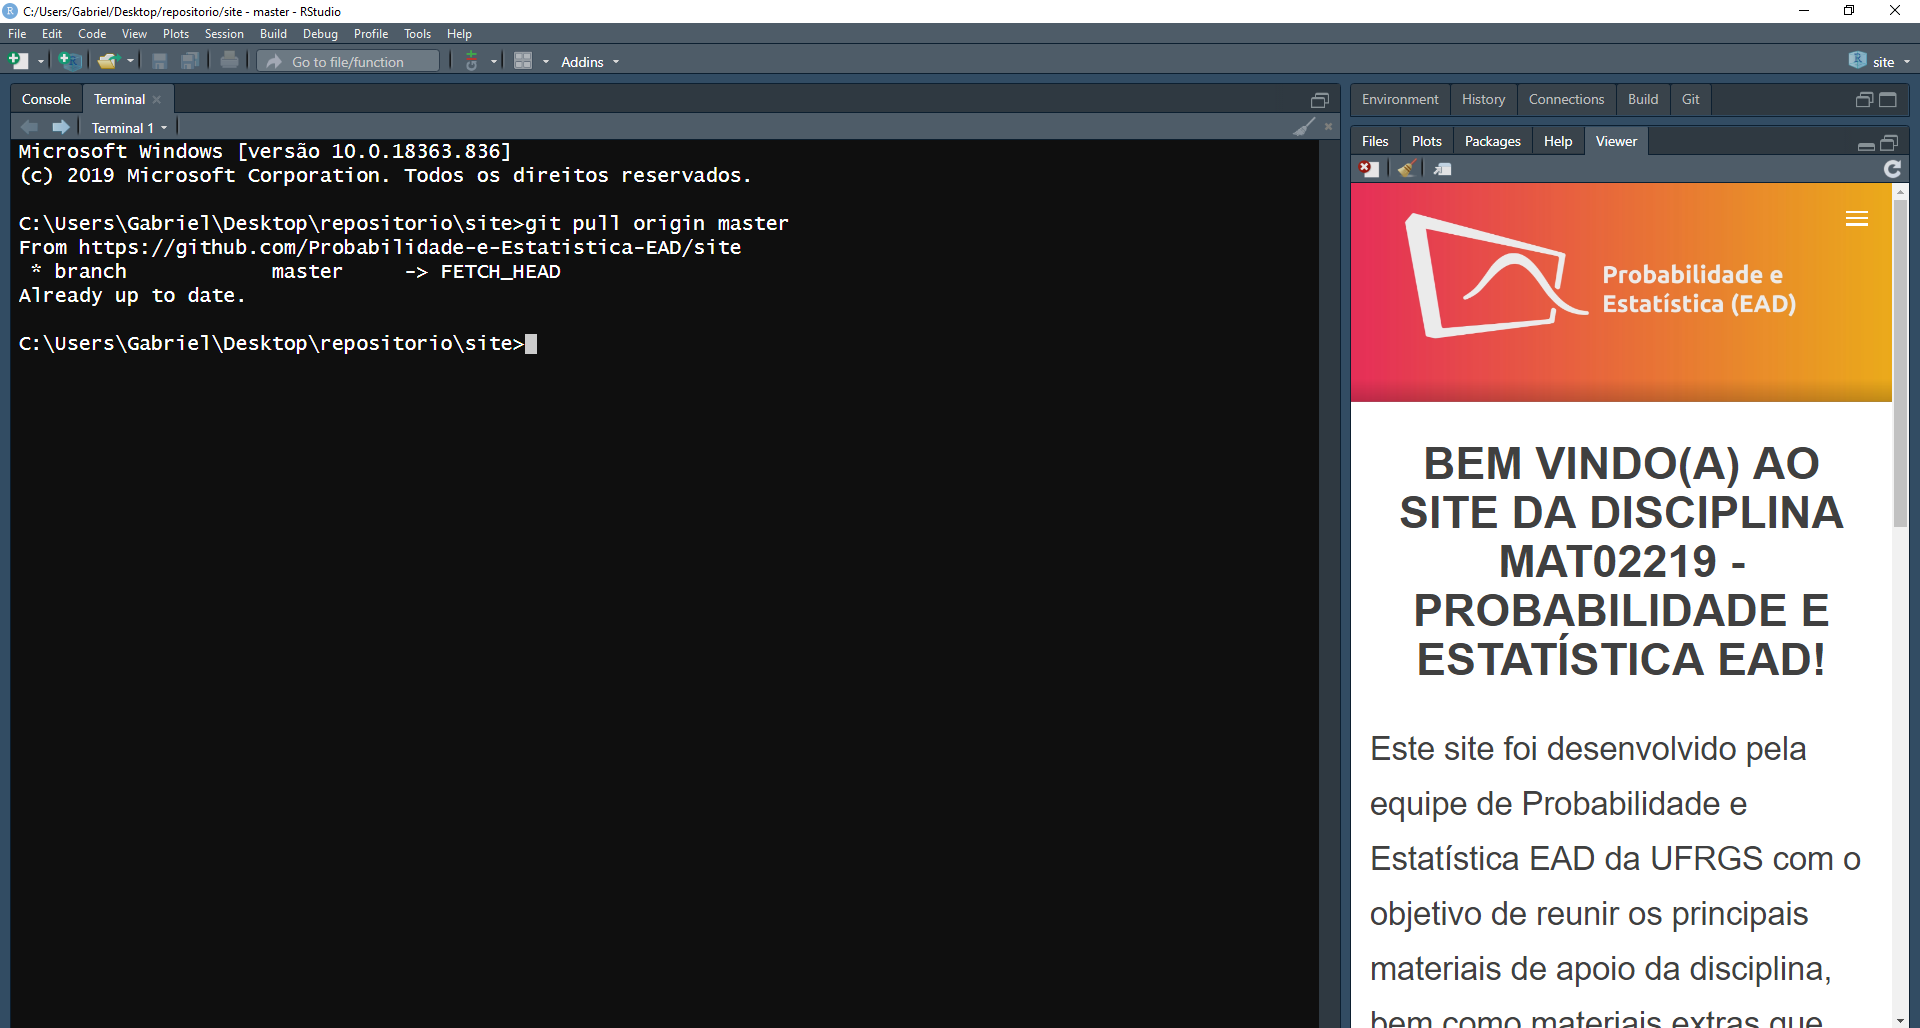 C:/Users/Gabriel/Desktop/repositorio/site - master - RStudio
File Edit Code View Plots Session Build Debug Profile Tools Help
Go to file/function Addins site
Console Terminal
Terminal 1
Microsoft Windows [versão 10.0.18363.836]
(c) 2019 Microsoft Corporation. Todos os direitos reservados.
C:\Users\Gabriel\Desktop\repositorio\site>git pull origin master
From https://github.com/Probabilidade-e-Estatistica-EAD/site
* branch master -> FETCH_HEAD
Already up to date.
C:\Users\Gabriel\Desktop\repositorio\site>
Environment History Connections Build Git
Files Plots Packages Help Viewer
Probabilidade e
Estatística (EAD)
BEM VINDO(A) AO
SITE DA DISCIPLINA
MAT02219 -
PROBABILIDADE E
ESTATÍSTICA EAD!
Este site foi desenvolvido pela
equipe de Probabilidade e
Estatística EAD da UFRGS com o
objetivo de reunir os principais
materiais de apoio da disciplina,
bem como materiais extras que